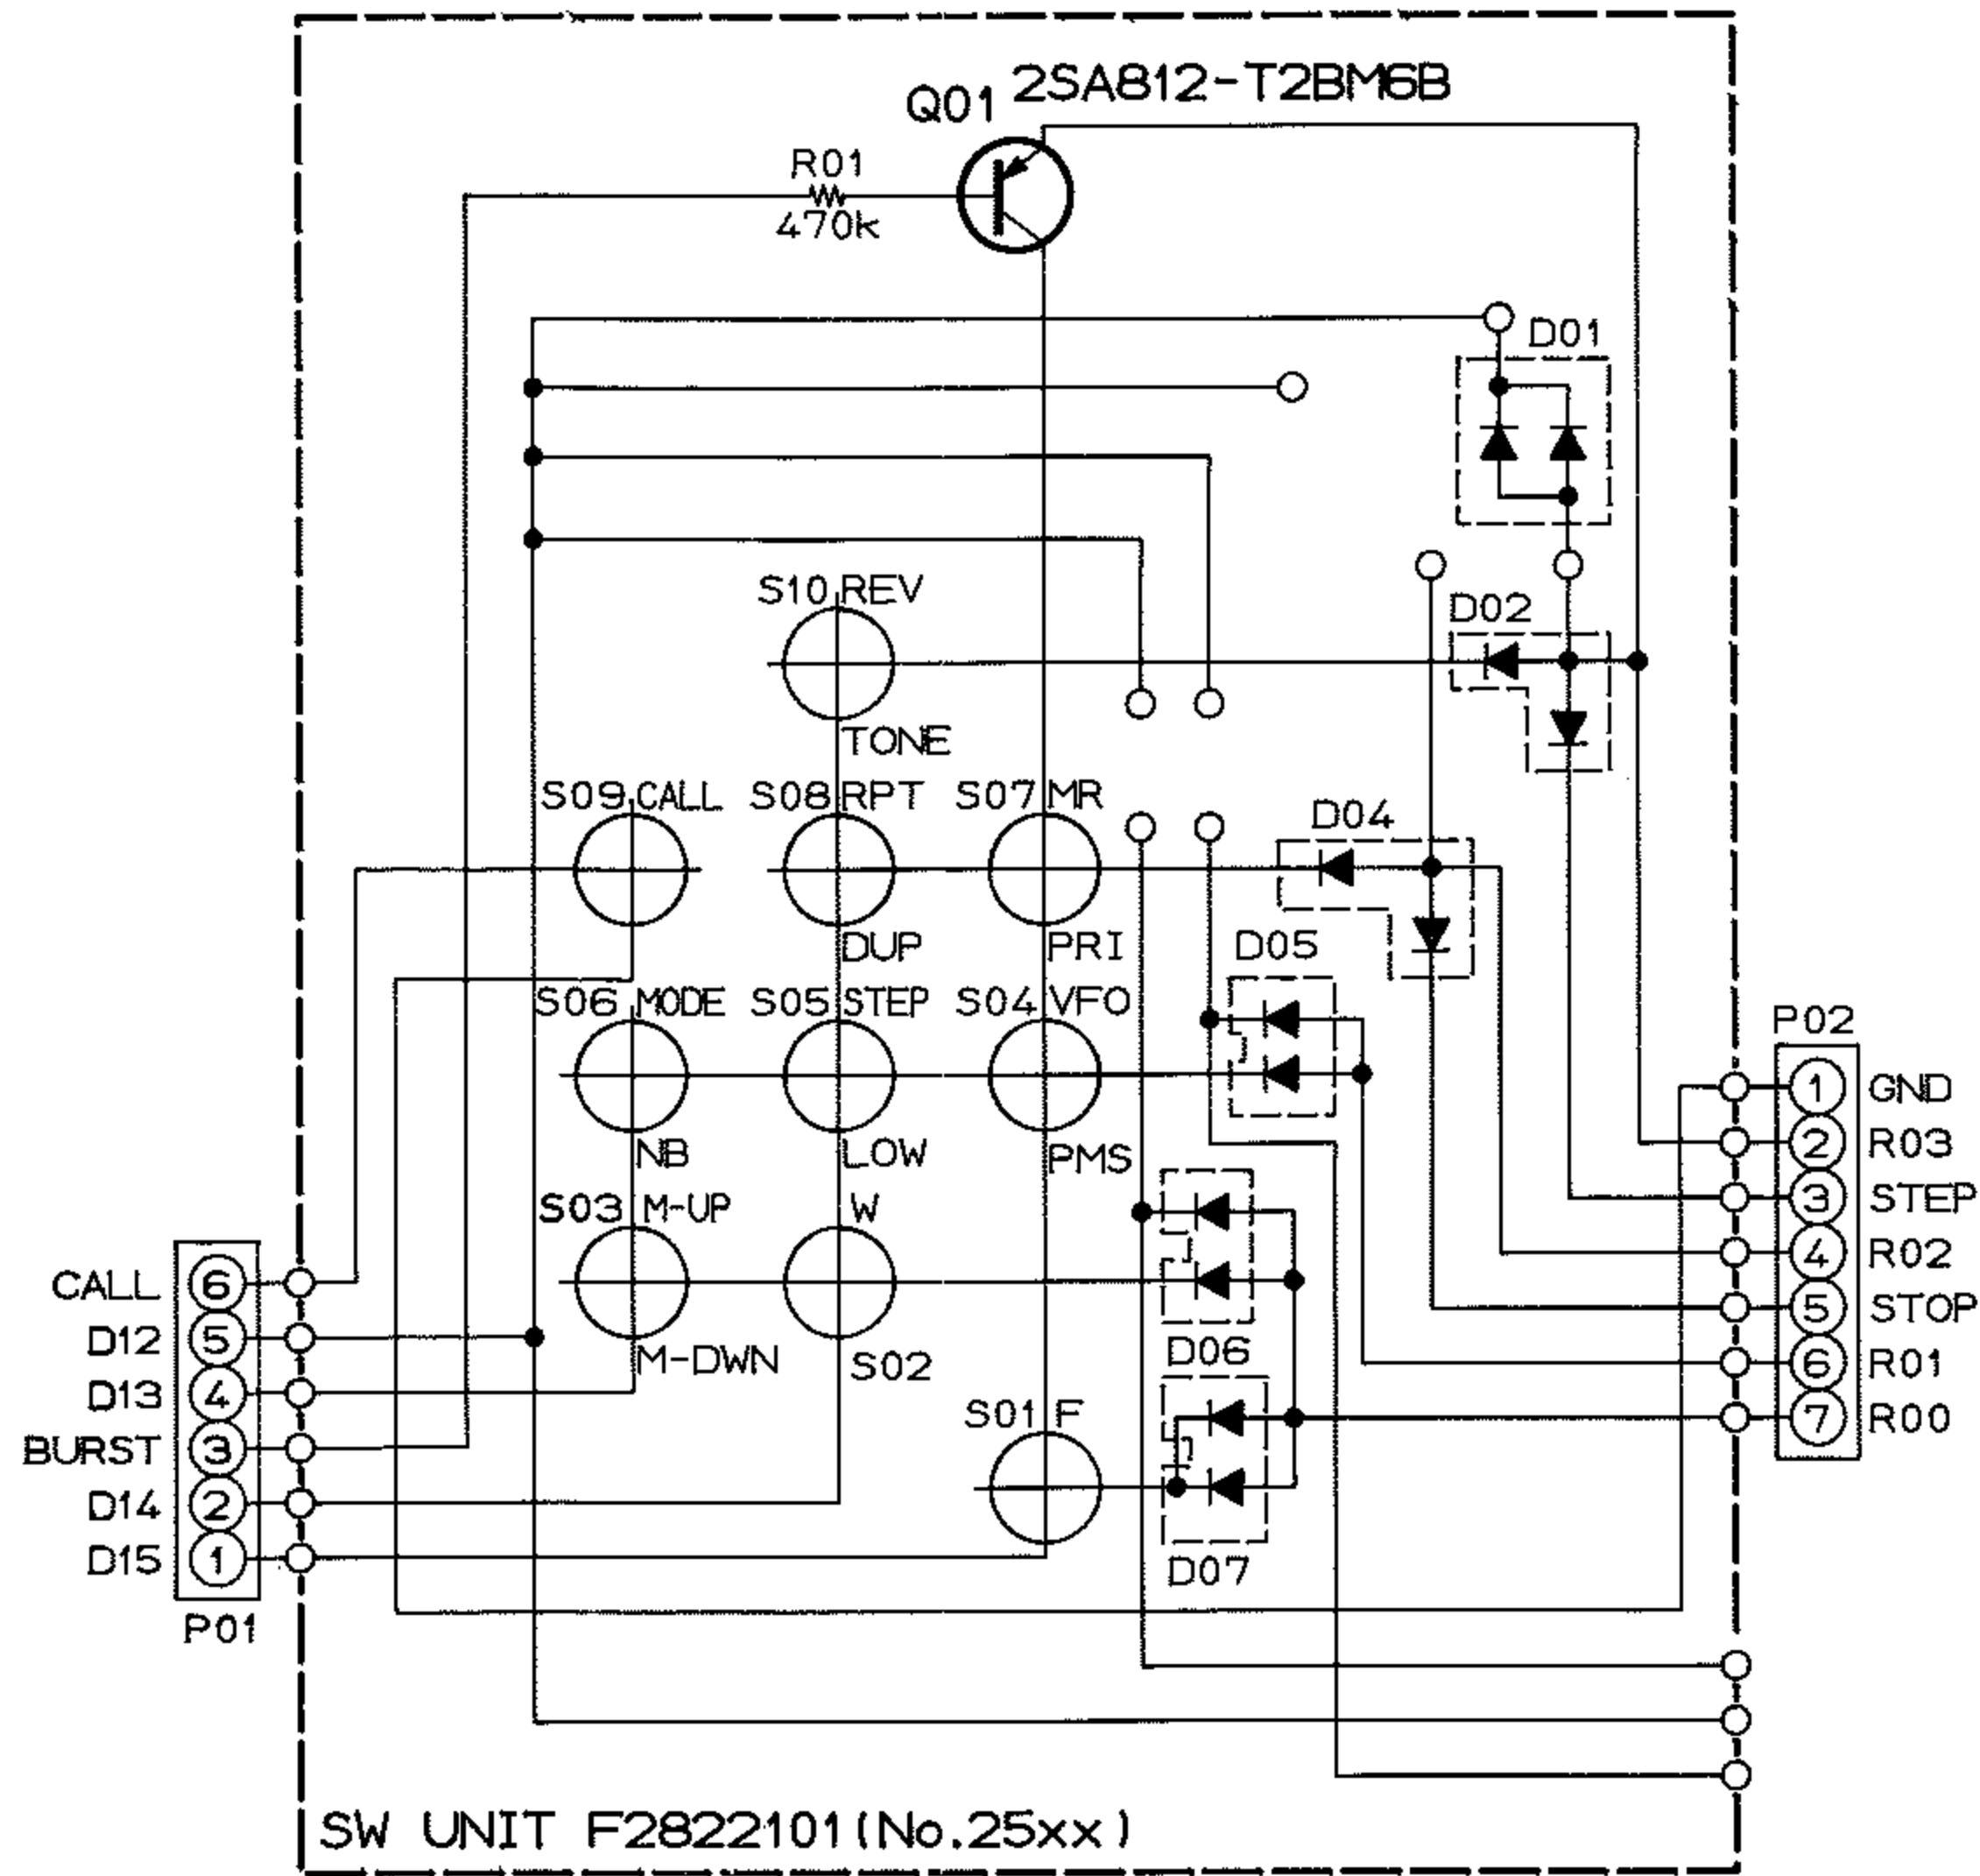 2SA812-T2BM6B
Q01
R01
470k
D01
S10 REV
D02
TONE
S09 CALL
S08 RPT
S07 MR
D04
DUP
PRI
D05
S06 MODE
S05 STEP
S04 VFO
P02
1 GND
2 R03
NB
LOW
PMS
3 STEP
S03 M-UP
W
4 R02
CALL 6
5 STOP
D12 5
M-DWN
S02
D06
6 R01
D13 4
S01 F
7 R00
BURST 3
D14 2
D15 1
D07
P01
SW UNIT F2822101(No.25xx)